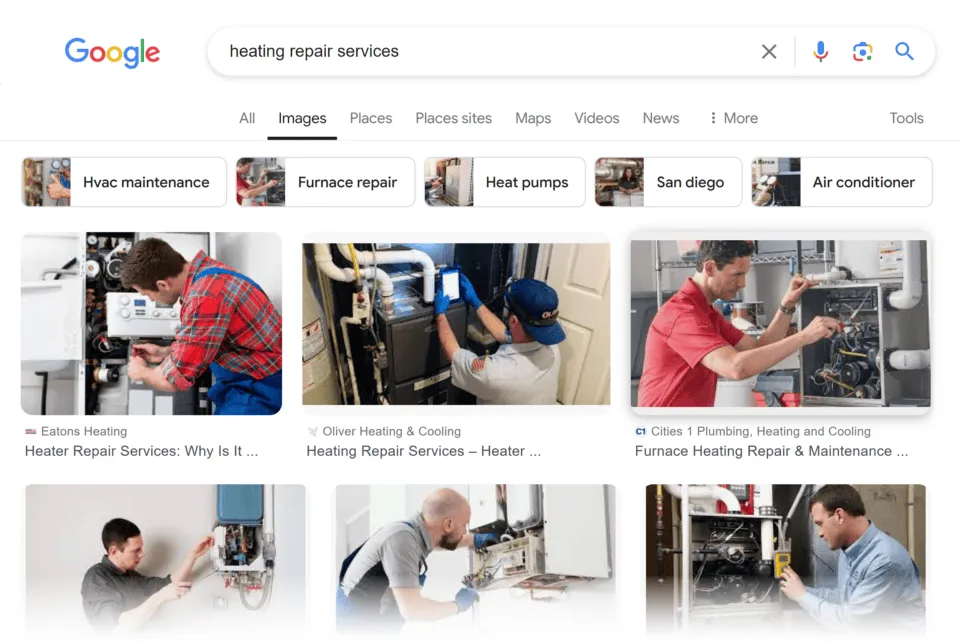 Google
heating repair services
All Images Places Places sites Maps Videos News More Tools
Hvac maintenance Furnace repair Heat pumps San diego Air conditioner
Eaton​s Heating
Heater Repair Services: Why Is It ...
Oliver Heating & Cooling
Heating Repair Services – Heater ...
C1 Cities 1 Plumbing, Heating and Cooling
Furnace Heating Repair & Maintenance ...